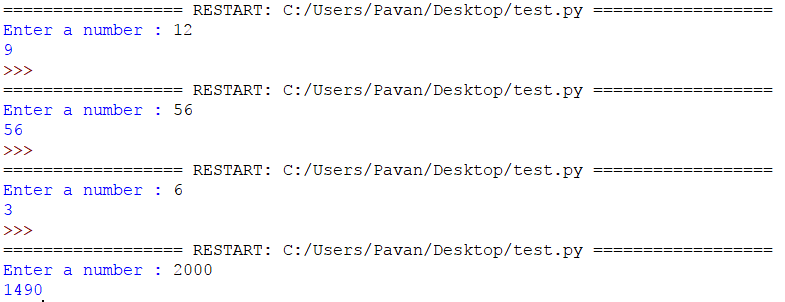 ================== RESTART: C:/Users/Pavan/Desktop/test.py ==================
Enter a number : 12
9
>>>
================== RESTART: C:/Users/Pavan/Desktop/test.py ==================
Enter a number : 56
56
>>>
================== RESTART: C:/Users/Pavan/Desktop/test.py ==================
Enter a number : 6
3
>>>
================== RESTART: C:/Users/Pavan/Desktop/test.py ==================
Enter a number : 2000
1490